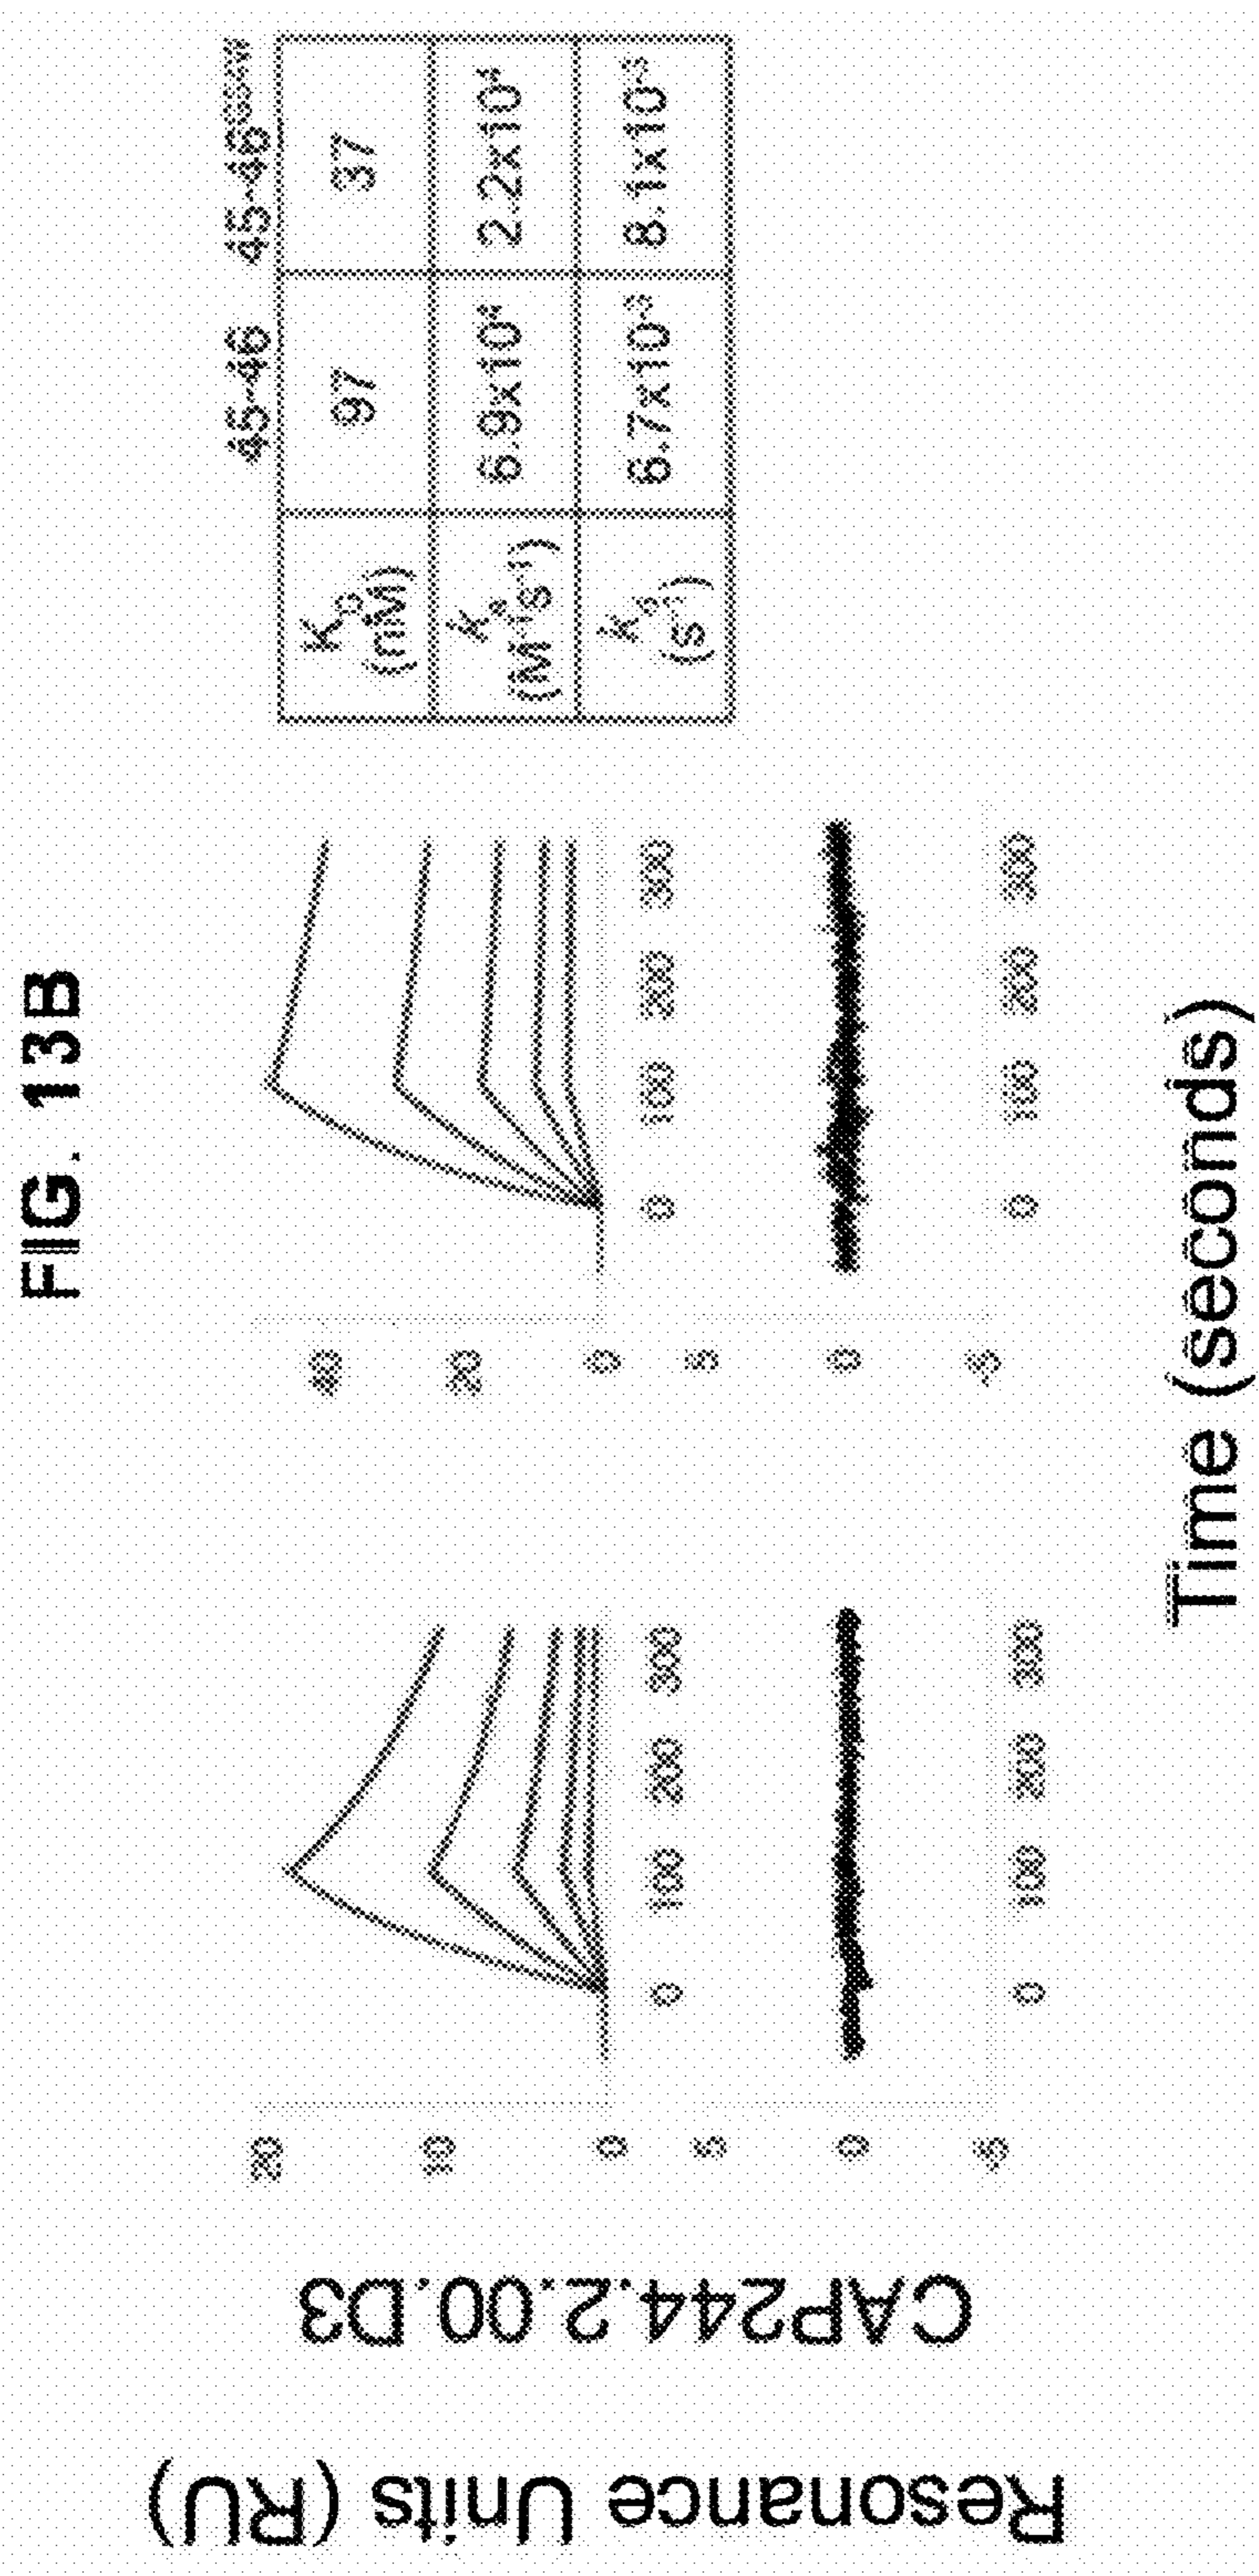 FIG. 13B
Resonance Units (RU)
CAP244.2.00.D3
20
10
0
5
0
-5
0 100 200 300
0 100 200 300
40
20
0
5
0
-5
0 100 200 300
0 100 200 300
45-46 45-46
K_D (nM) 97 37
k_a (M⁻¹s⁻¹) 6.9x10⁴ 2.2x10⁴
k_d (s⁻¹) 6.7x10⁻³ 8.1x10⁻³
Time (seconds)